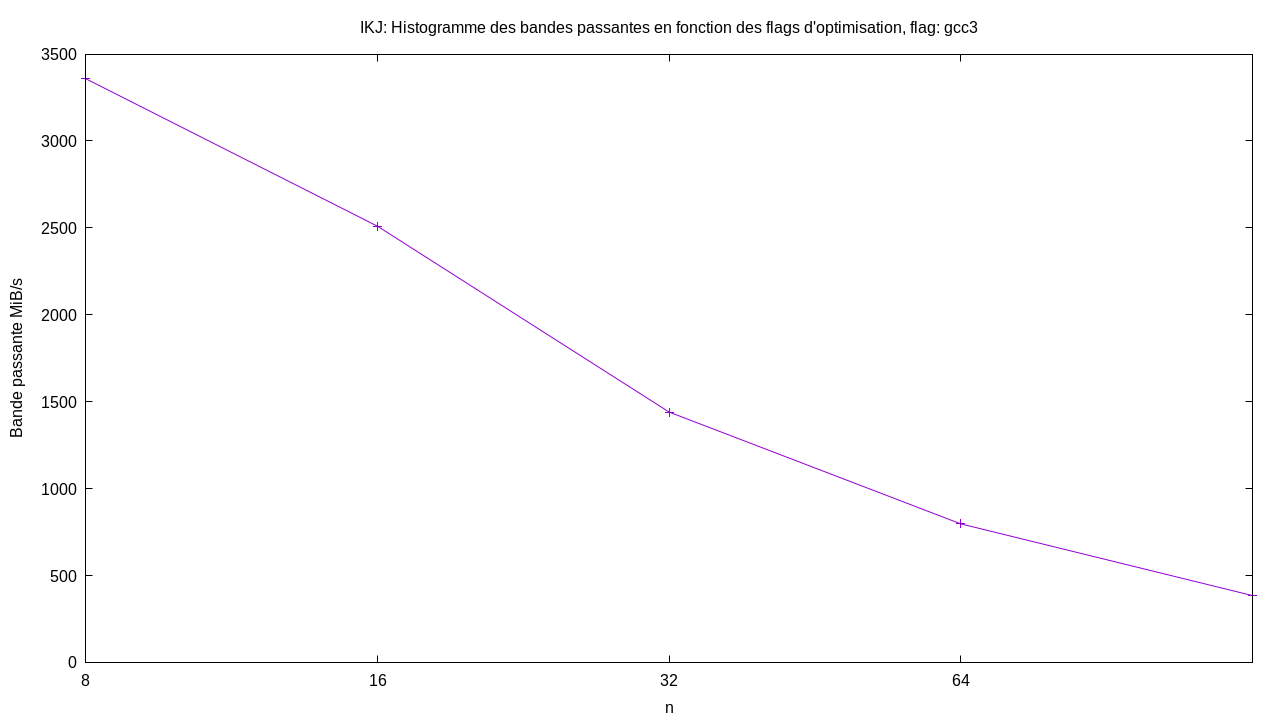 IKJ: Histogramme des bandes passantes en fonction des flags d'optimisation, flag: gcc3
3500
3000
2500
2000
1500
1000
500
0
Bande passante MiB/s
8 16 32 64
n